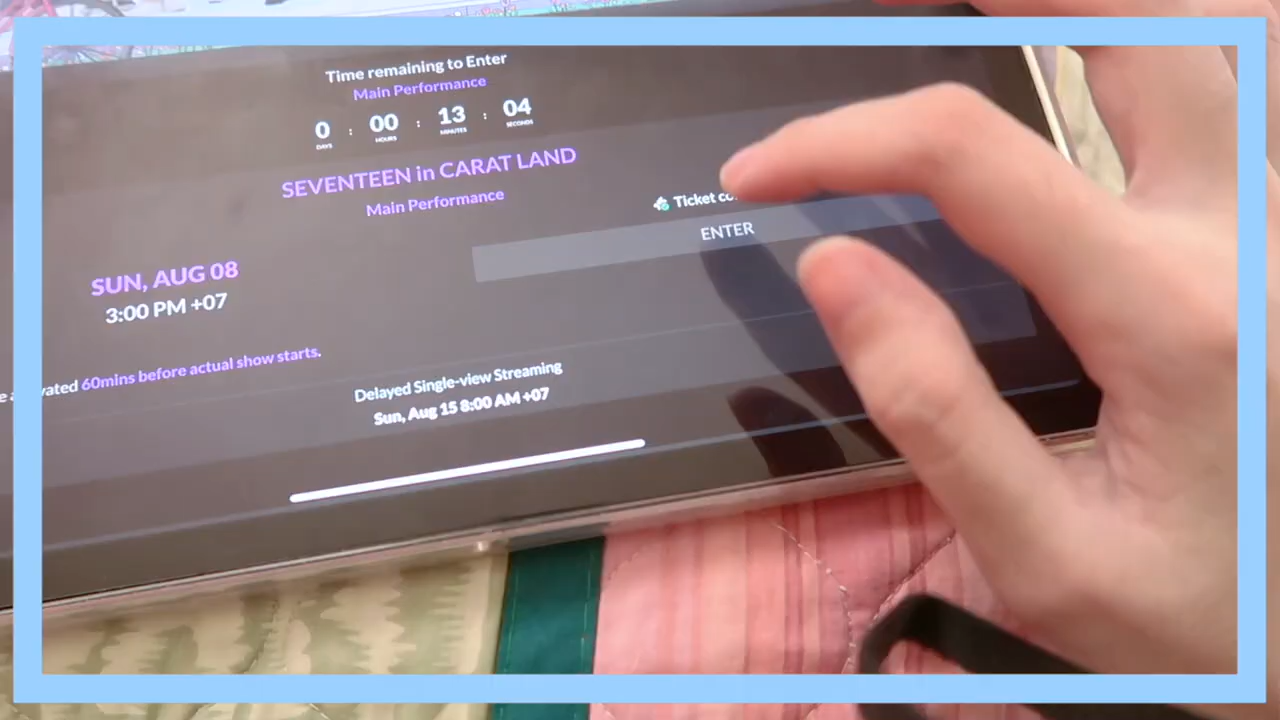 Time remaining to Enter
Main Performance
0 : 00 : 13 : 04
DAYS HOURS MINUTES SECONDS
SEVENTEEN in CARAT LAND
Main Performance
Ticket
ENTER
SUN, AUG 08
3:00 PM +07
60mins before actual show starts.
Delayed Single-view Streaming
Sun, Aug 15 8:00 AM +07